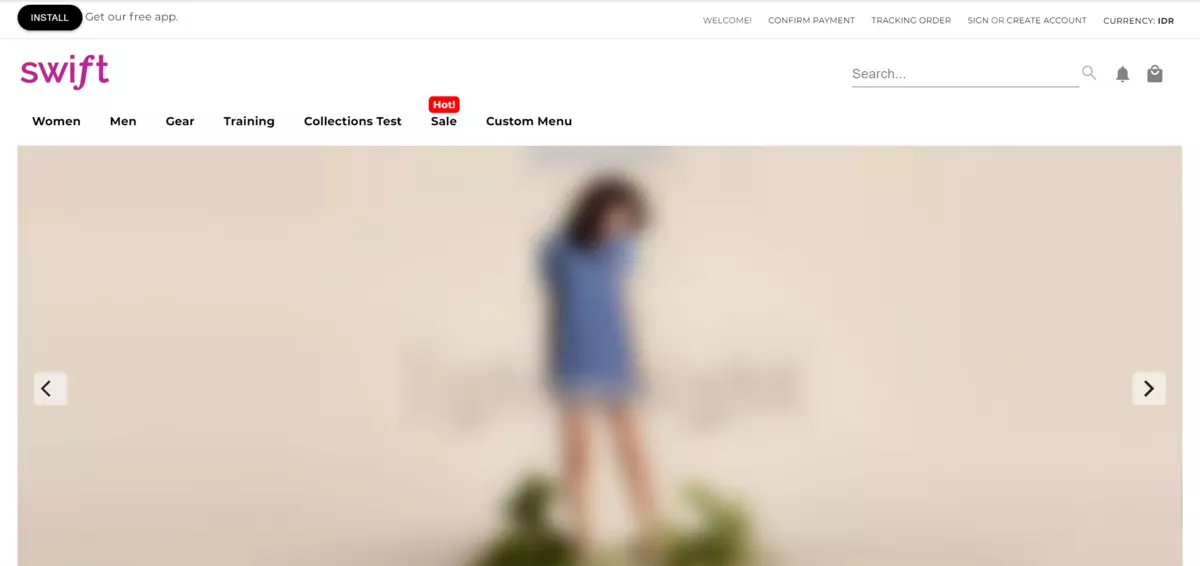 INSTALL Get our free app.
WELCOME! CONFIRM PAYMENT TRACKING ORDER SIGN OR CREATE ACCOUNT CURRENCY: IDR
swift
Search...
Hot!
Women Men Gear Training Collections Test Sale Custom Menu